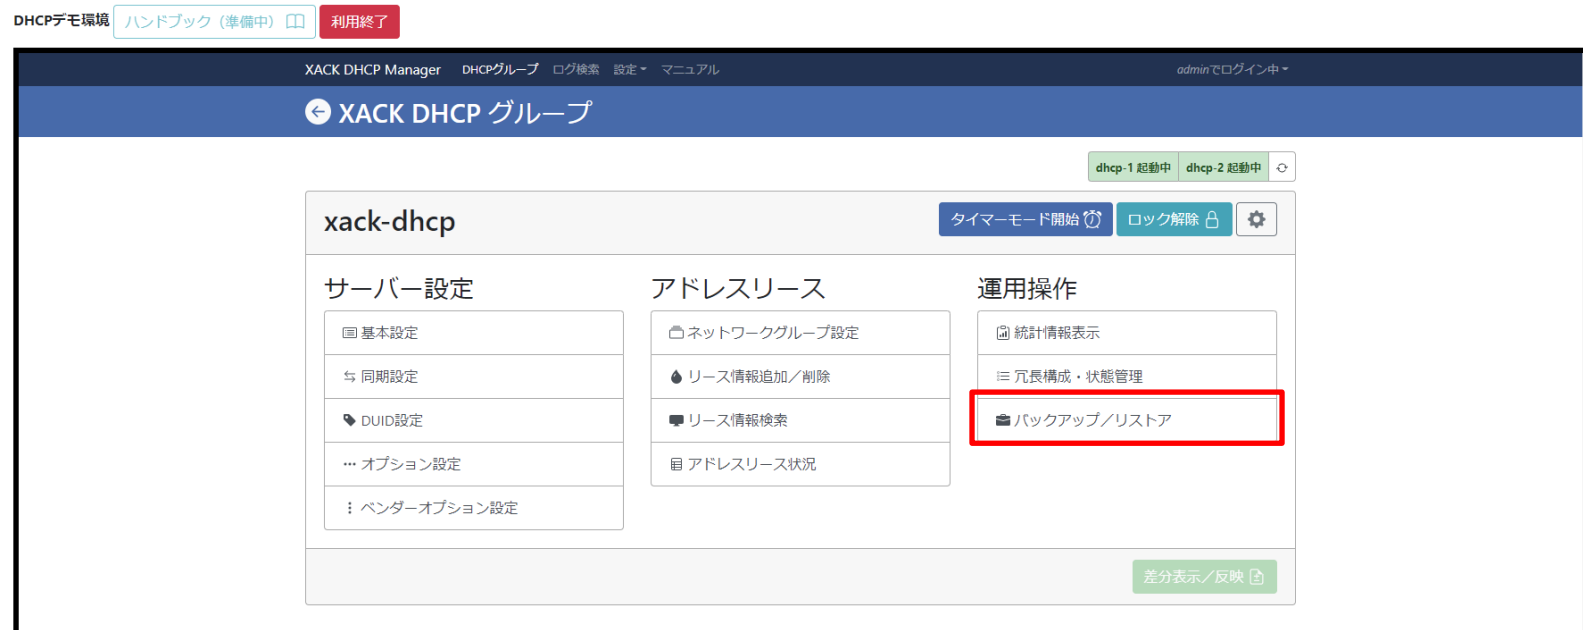 DHCPデモ環境 ハンドブック（準備中） 利用終了
XACK DHCP Manager DHCPグループ ログ検索 設定 マニュアル adminでログイン中
XACK DHCP グループ
dhcp-1 起動中 dhcp-2 起動中
xack-dhcp タイマーモード開始 ロック解除
サーバー設定
基本設定
同期設定
DUID設定
オプション設定
ベンダーオプション設定
アドレスリース
ネットワークグループ設定
リース情報追加／削除
リース情報検索
アドレスリース状況
運用操作
統計情報表示
冗長構成・状態管理
バックアップ／リストア
差分表示／反映